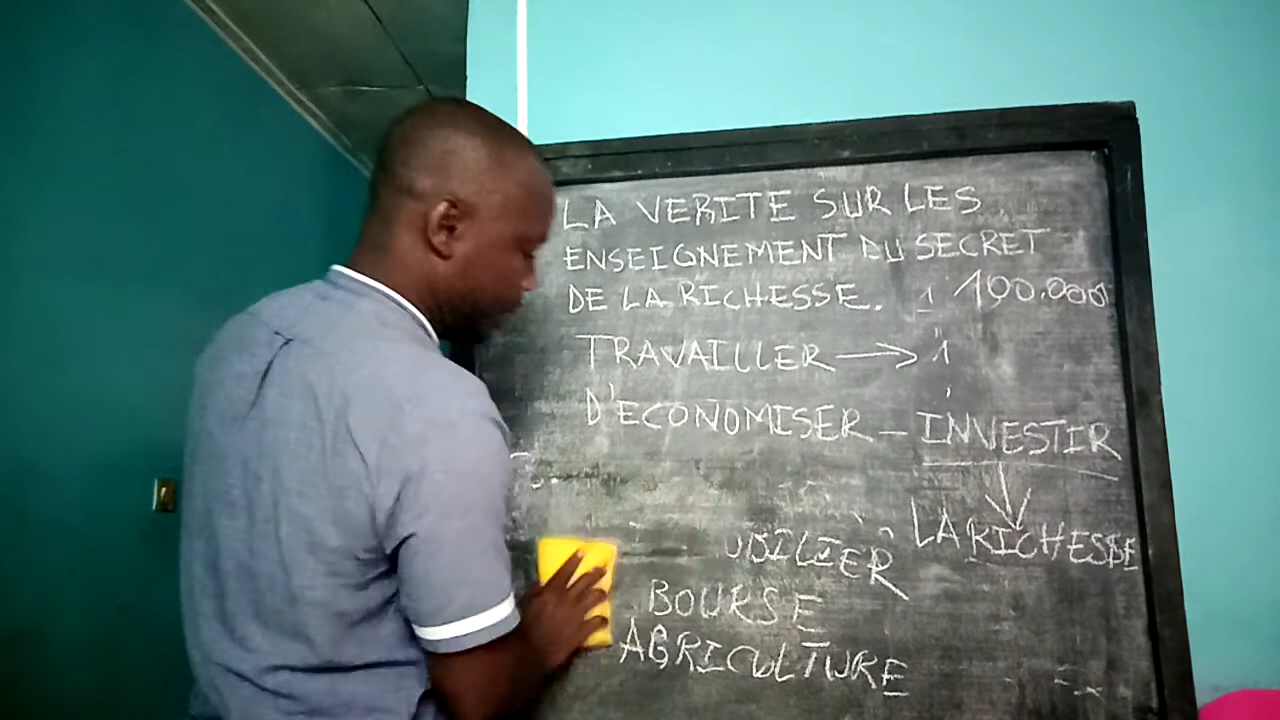 LA VERITE SUR LES
ENSEIGNEMENT DU SECRET
DE LA RICHESSE. 1 100.000
TRAVAILLER → 1
D'ECONOMISER - INVESTIR
LA RICHESSE
BOURSE
AGRICULTURE